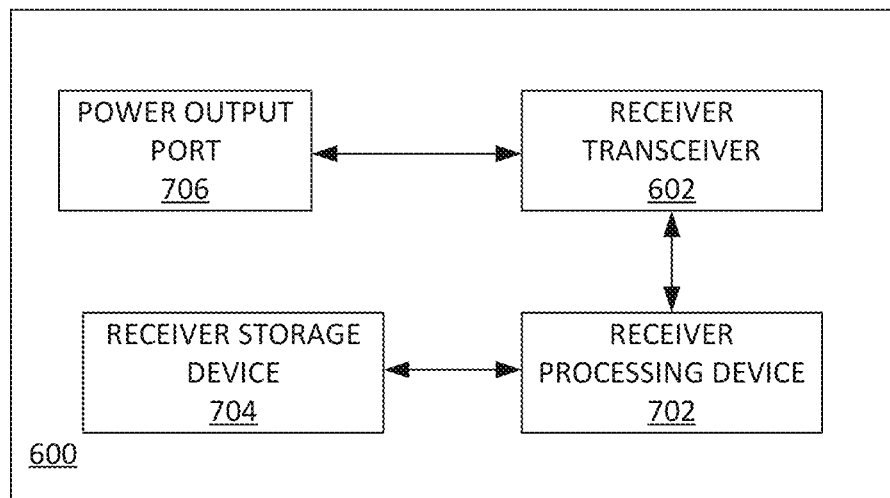 POWER OUTPUT
PORT
706
RECEIVER
TRANSCEIVER
602
RECEIVER STORAGE
DEVICE
704
RECEIVER
PROCESSING DEVICE
702
600